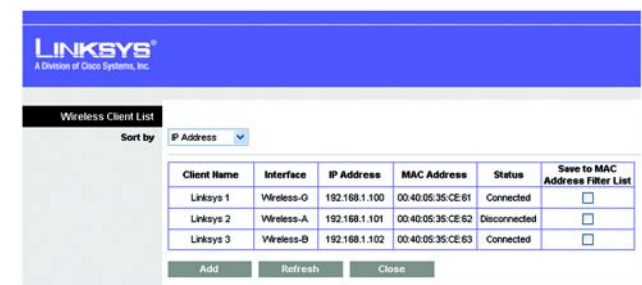 LINKSYS®
A Division of Cisco Systems, Inc.
Wireless Client List
Sort by IP Address
Client Name Interface IP Address MAC Address Status Save to MAC Address Filter List
Linksys 1 Wireless-G 192.168.1.100 00:40:05:35:CE:61 Connected
Linksys 2 Wireless-A 192.168.1.101 00:40:05:35:CE:62 Disconnected
Linksys 3 Wireless-B 192.168.1.102 00:40:05:35:CE:63 Connected
Add Refresh Close